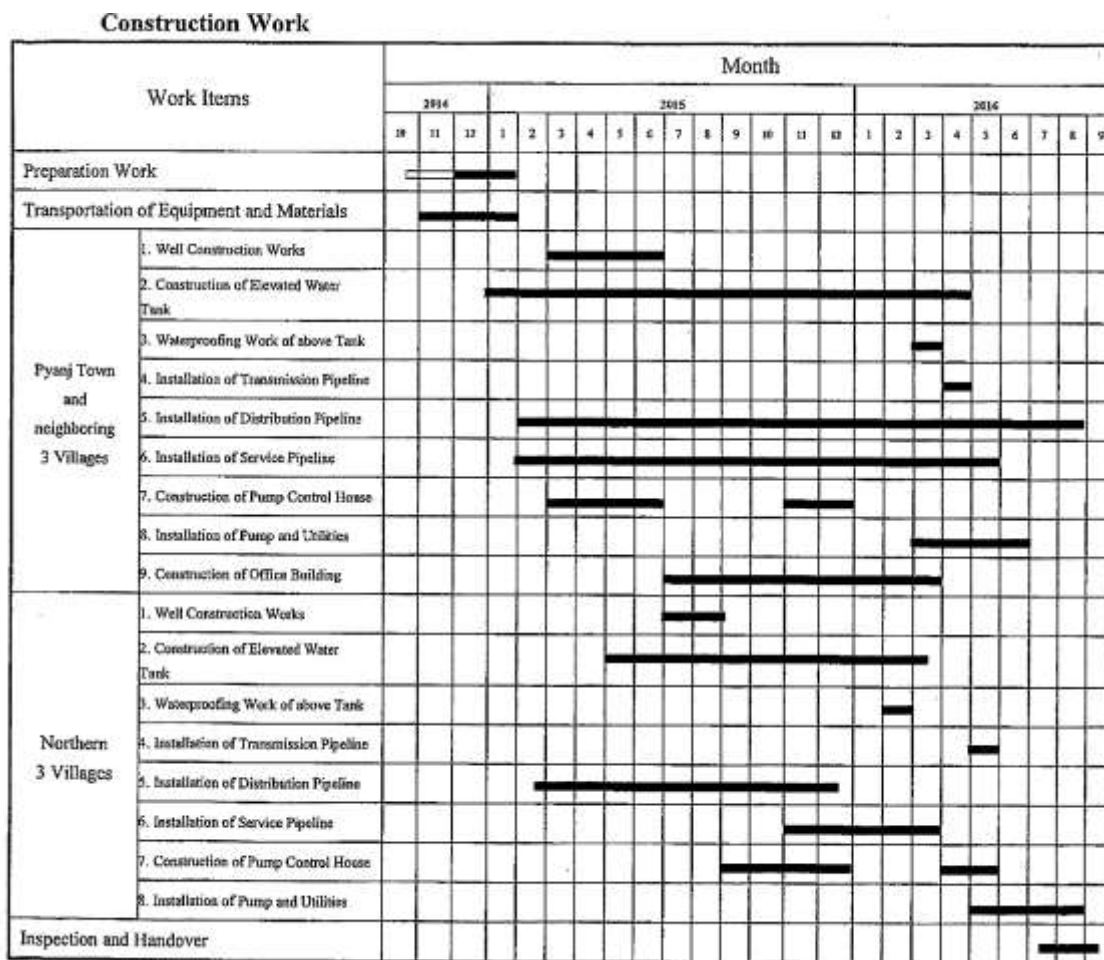 Construction Work
Work Items
Month
2014 2015 2016
10 11 12 1 2 3 4 5 6 7 8 9 10 11 12 1 2 3 4 5 6 7 8 9
Preparation Work
Transportation of Equipment and Materials
Pyanj Town
and
neighboring
3 Villages
1. Well Construction Works
2. Construction of Elevated Water
Tank
3. Waterproofing Work of above Tank
4. Installation of Transmission Pipeline
5. Installation of Distribution Pipeline
6. Installation of Service Pipeline
7. Construction of Pump Control House
8. Installation of Pump and Utilities
9. Construction of Office Building
Northern
3 Villages
1. Well Construction Works
2. Construction of Elevated Water
Tank
3. Waterproofing Work of above Tank
4. Installation of Transmission Pipeline
5. Installation of Distribution Pipeline
6. Installation of Service Pipeline
7. Construction of Pump Control House
8. Installation of Pump and Utilities
Inspection and Handover